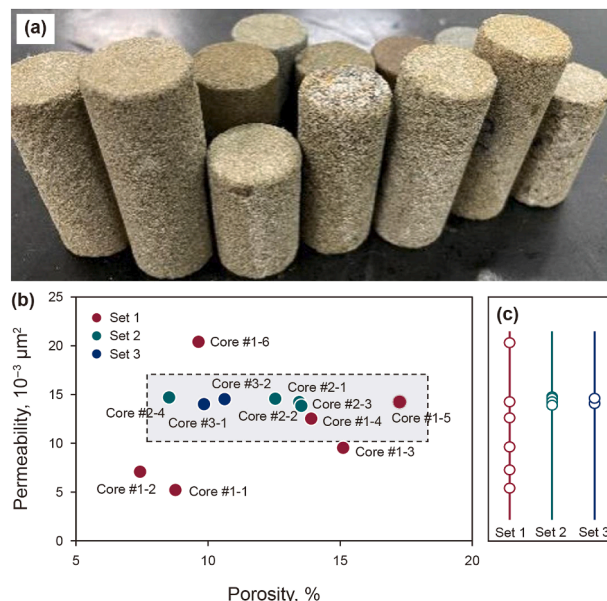 (a)
(b)
25
20
15
10
5
0
Permeability, 10⁻³ μm²
Set 1
Set 2
Set 3
Core #1-6
Core #3-2
Core #2-1
Core #2-4
Core #2-2
Core #2-3
Core #3-1
Core #1-4
Core #1-5
Core #1-3
Core #1-2
Core #1-1
5
10
15
20
Porosity, %
(c)
Set 1
Set 2
Set 3